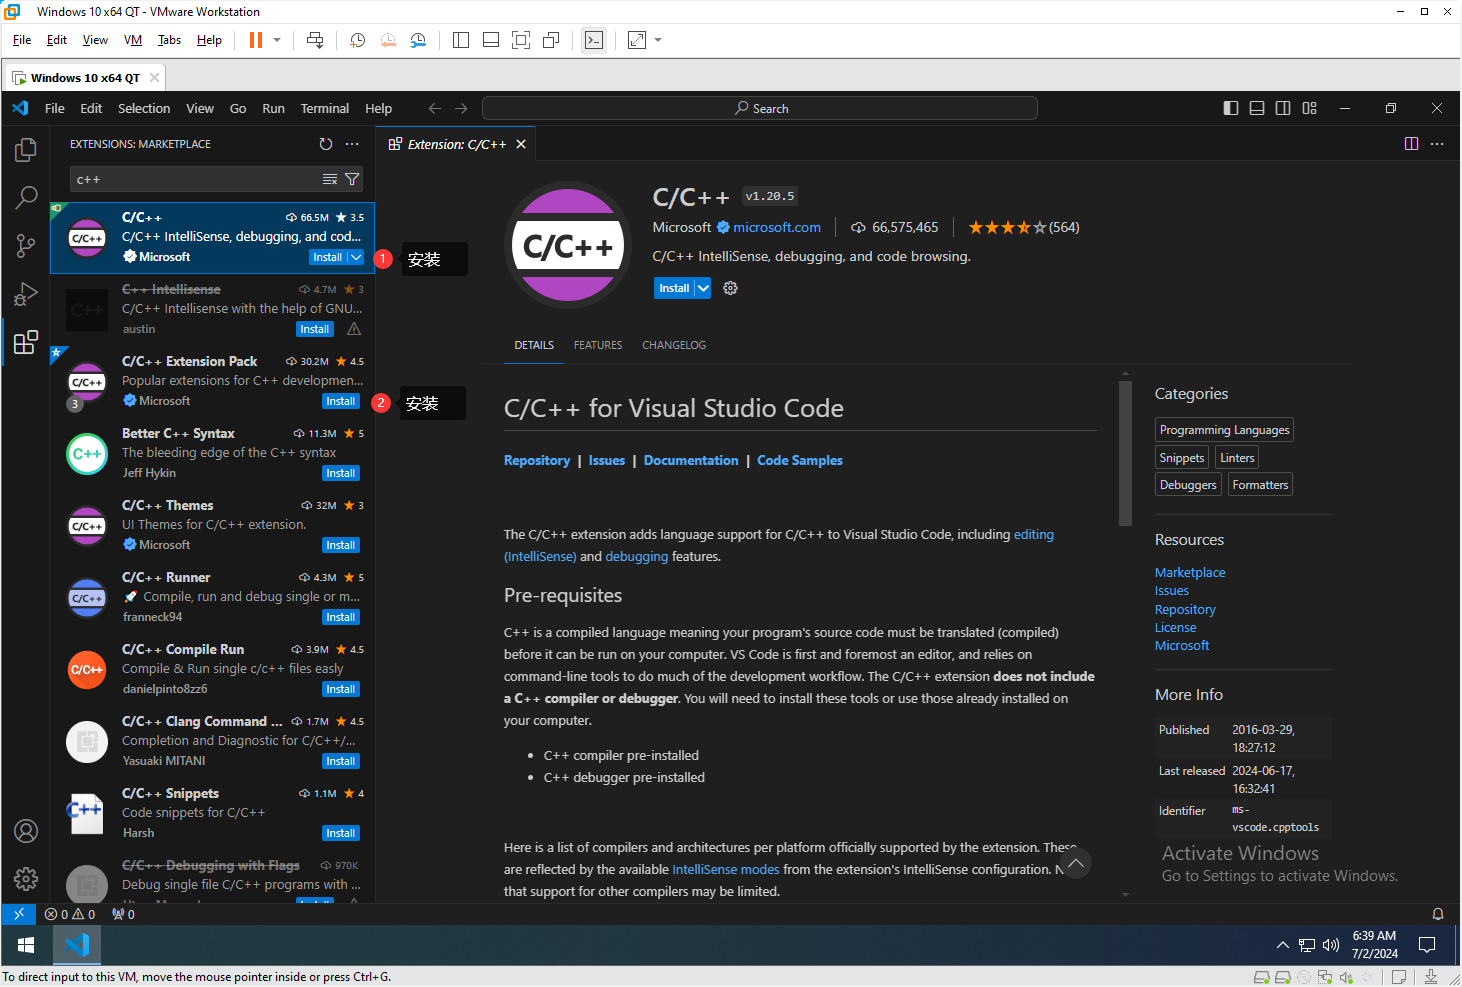 Windows 10 x64 QT - VMware Workstation
File Edit View VM Tabs Help
Windows 10 x64 QT
File Edit Selection View Go Run Terminal Help
Search
EXTENSIONS: MARKETPLACE
c++
C/C++ 66.5M 3.5
C/C++ IntelliSense, debugging, and cod...
Microsoft Install
1 安装
C++ Intellisense 4.7M 3
C/C++ Intellisense with the help of GNU...
austin Install
C/C++ Extension Pack 30.2M 4.5
Popular extensions for C++ developmen...
3 Microsoft Install
2 安装
Better C++ Syntax 11.3M 5
The bleeding edge of the C++ syntax
Jeff Hykin Install
C/C++ Themes 32M 3
UI Themes for C/C++ extension.
Microsoft Install
C/C++ Runner 4.3M 5
Compile, run and debug single or m...
franneck94 Install
C/C++ Compile Run 3.9M 4.5
Compile & Run single c/c++ files easly
danielpinto8zz6 Install
C/C++ Clang Command ... 1.7M 4.5
Completion and Diagnostic for C/C++/...
Yasuaki MITANI Install
C/C++ Snippets 1.1M 4
Code snippets for C/C++
Harsh Install
C/C++ Debugging with Flags 970K
Debug single file C/C++ programs with ...
Extension: C/C++
C/C++
C/C++ v1.20.5
Microsoft microsoft.com 66,575,465 (564)
C/C++ IntelliSense, debugging, and code browsing.
Install
DETAILS FEATURES CHANGELOG
C/C++ for Visual Studio Code
Repository | Issues | Documentation | Code Samples
The C/C++ extension adds language support for C/C++ to Visual Studio Code, including editing
(IntelliSense) and debugging features.
Pre-requisites
C++ is a compiled language meaning your program's source code must be translated (compiled)
before it can be run on your computer. VS Code is first and foremost an editor, and relies on
command-line tools to do much of the development workflow. The C/C++ extension does not include
a C++ compiler or debugger. You will need to install these tools or use those already installed on
your computer.
• C++ compiler pre-installed
• C++ debugger pre-installed
Here is a list of compilers and architectures per platform officially supported by the extension. These
are reflected by the available IntelliSense modes from the extension's IntelliSense configuration. N
that support for other compilers may be limited.
Categories
Programming Languages
Snippets Linters
Debuggers Formatters
Resources
Marketplace
Issues
Repository
License
Microsoft
More Info
Published 2016-03-29,
18:27:12
Last released 2024-06-17,
16:32:41
Identifier ms-
vscode.cpptools
Activate Windows
Go to Settings to activate Windows.
0 0 0
6:39 AM
7/2/2024
To direct input to this VM, move the mouse pointer inside or press Ctrl+G.